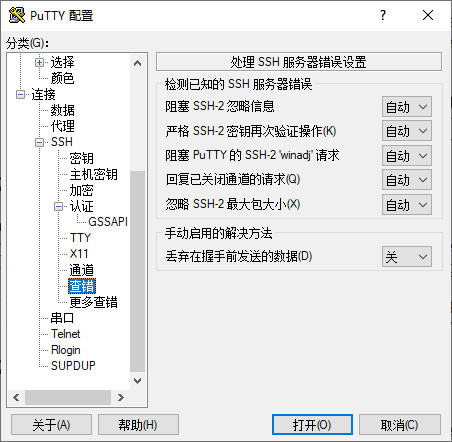 PuTTY 配置
分类(G):
选择
颜色
连接
数据
代理
SSH
密钥
主机密钥
加密
认证
GSSAPI
TTY
X11
通道
查错
更多查错
串口
Telnet
Rlogin
SUPDUP
处理 SSH 服务器错误设置
检测已知的 SSH 服务器错误
阻塞 SSH-2 忽略信息 自动
严格 SSH-2 密钥再次验证操作(K) 自动
阻塞 PuTTY 的 SSH-2 'winadj' 请求 自动
回复已关闭通道的请求(Q) 自动
忽略 SSH-2 最大包大小(X) 自动
手动启用的解决方法
丢弃在握手前发送的数据(D) 关
关于(A) 帮助(H) 打开(O) 取消(C)